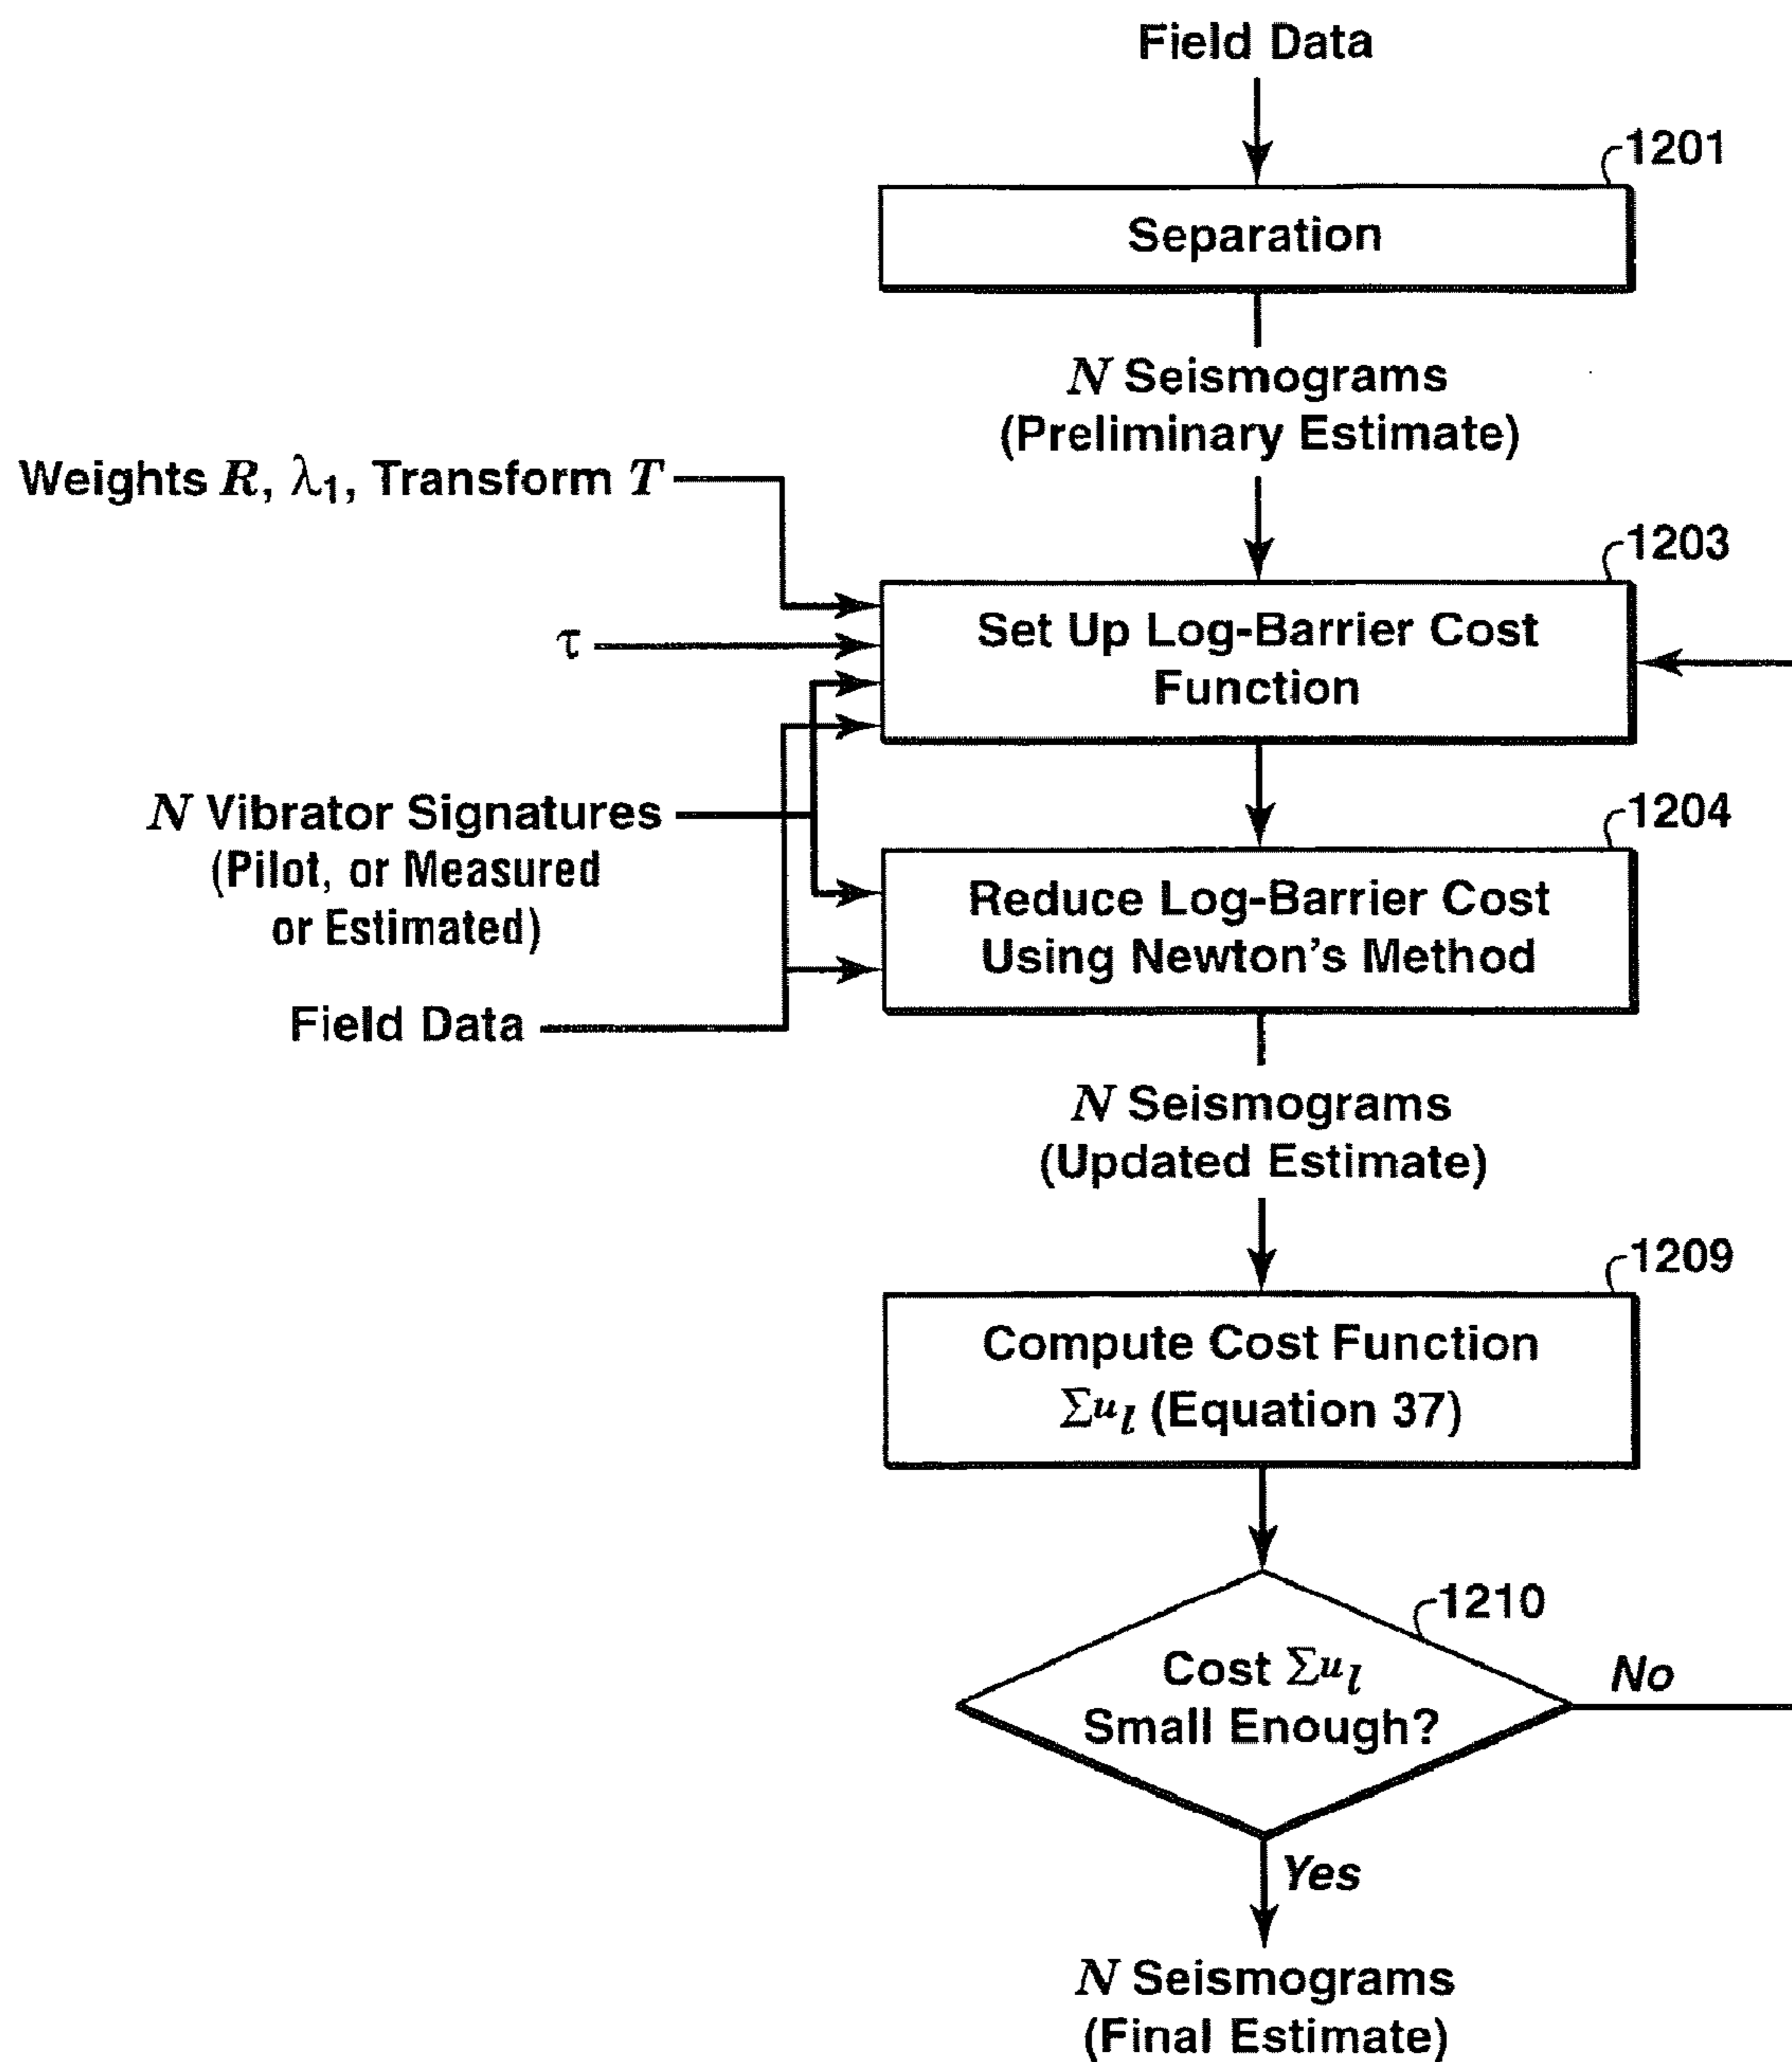 Field Data
1201
Separation
N Seismograms
(Preliminary Estimate)
Weights R, λ1, Transform T
1203
Set Up Log-Barrier Cost
Function
τ
N Vibrator Signatures
(Pilot, or Measured
or Estimated)
1204
Reduce Log-Barrier Cost
Using Newton's Method
Field Data
N Seismograms
(Updated Estimate)
1209
Compute Cost Function
Σul (Equation 37)
1210
Cost Σul
Small Enough?
No
Yes
N Seismograms
(Final Estimate)